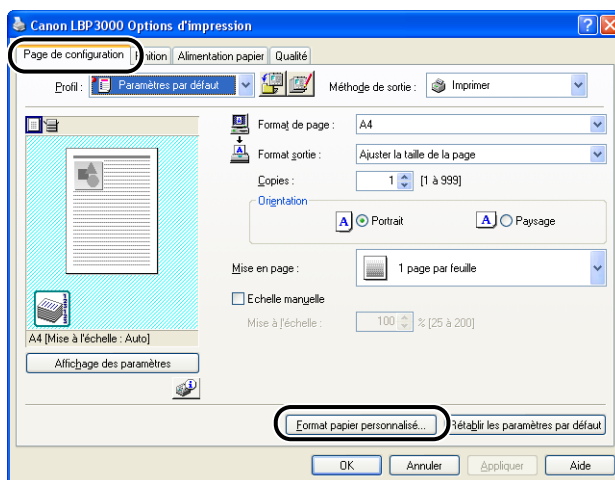 Canon LBP3000 Options d'impression
Page de configuration Alimentation papier Qualité
Profil : Paramètres par défaut Méthode de sortie : Imprimer
Format de page : A4
Format sortie : Ajuster la taille de la page
Copies : 1 [1 à 999]
Orientation
A Portrait A Paysage
Mise en page : 1 page par feuille
Echelle manuelle
Mise à l'échelle : 100 % [25 à 200]
A4 [Mise à l'échelle : Auto]
Affichage des paramètres
Format papier personnalisé... Rétablir les paramètres par défaut
OK Annuler Appliquer Aide